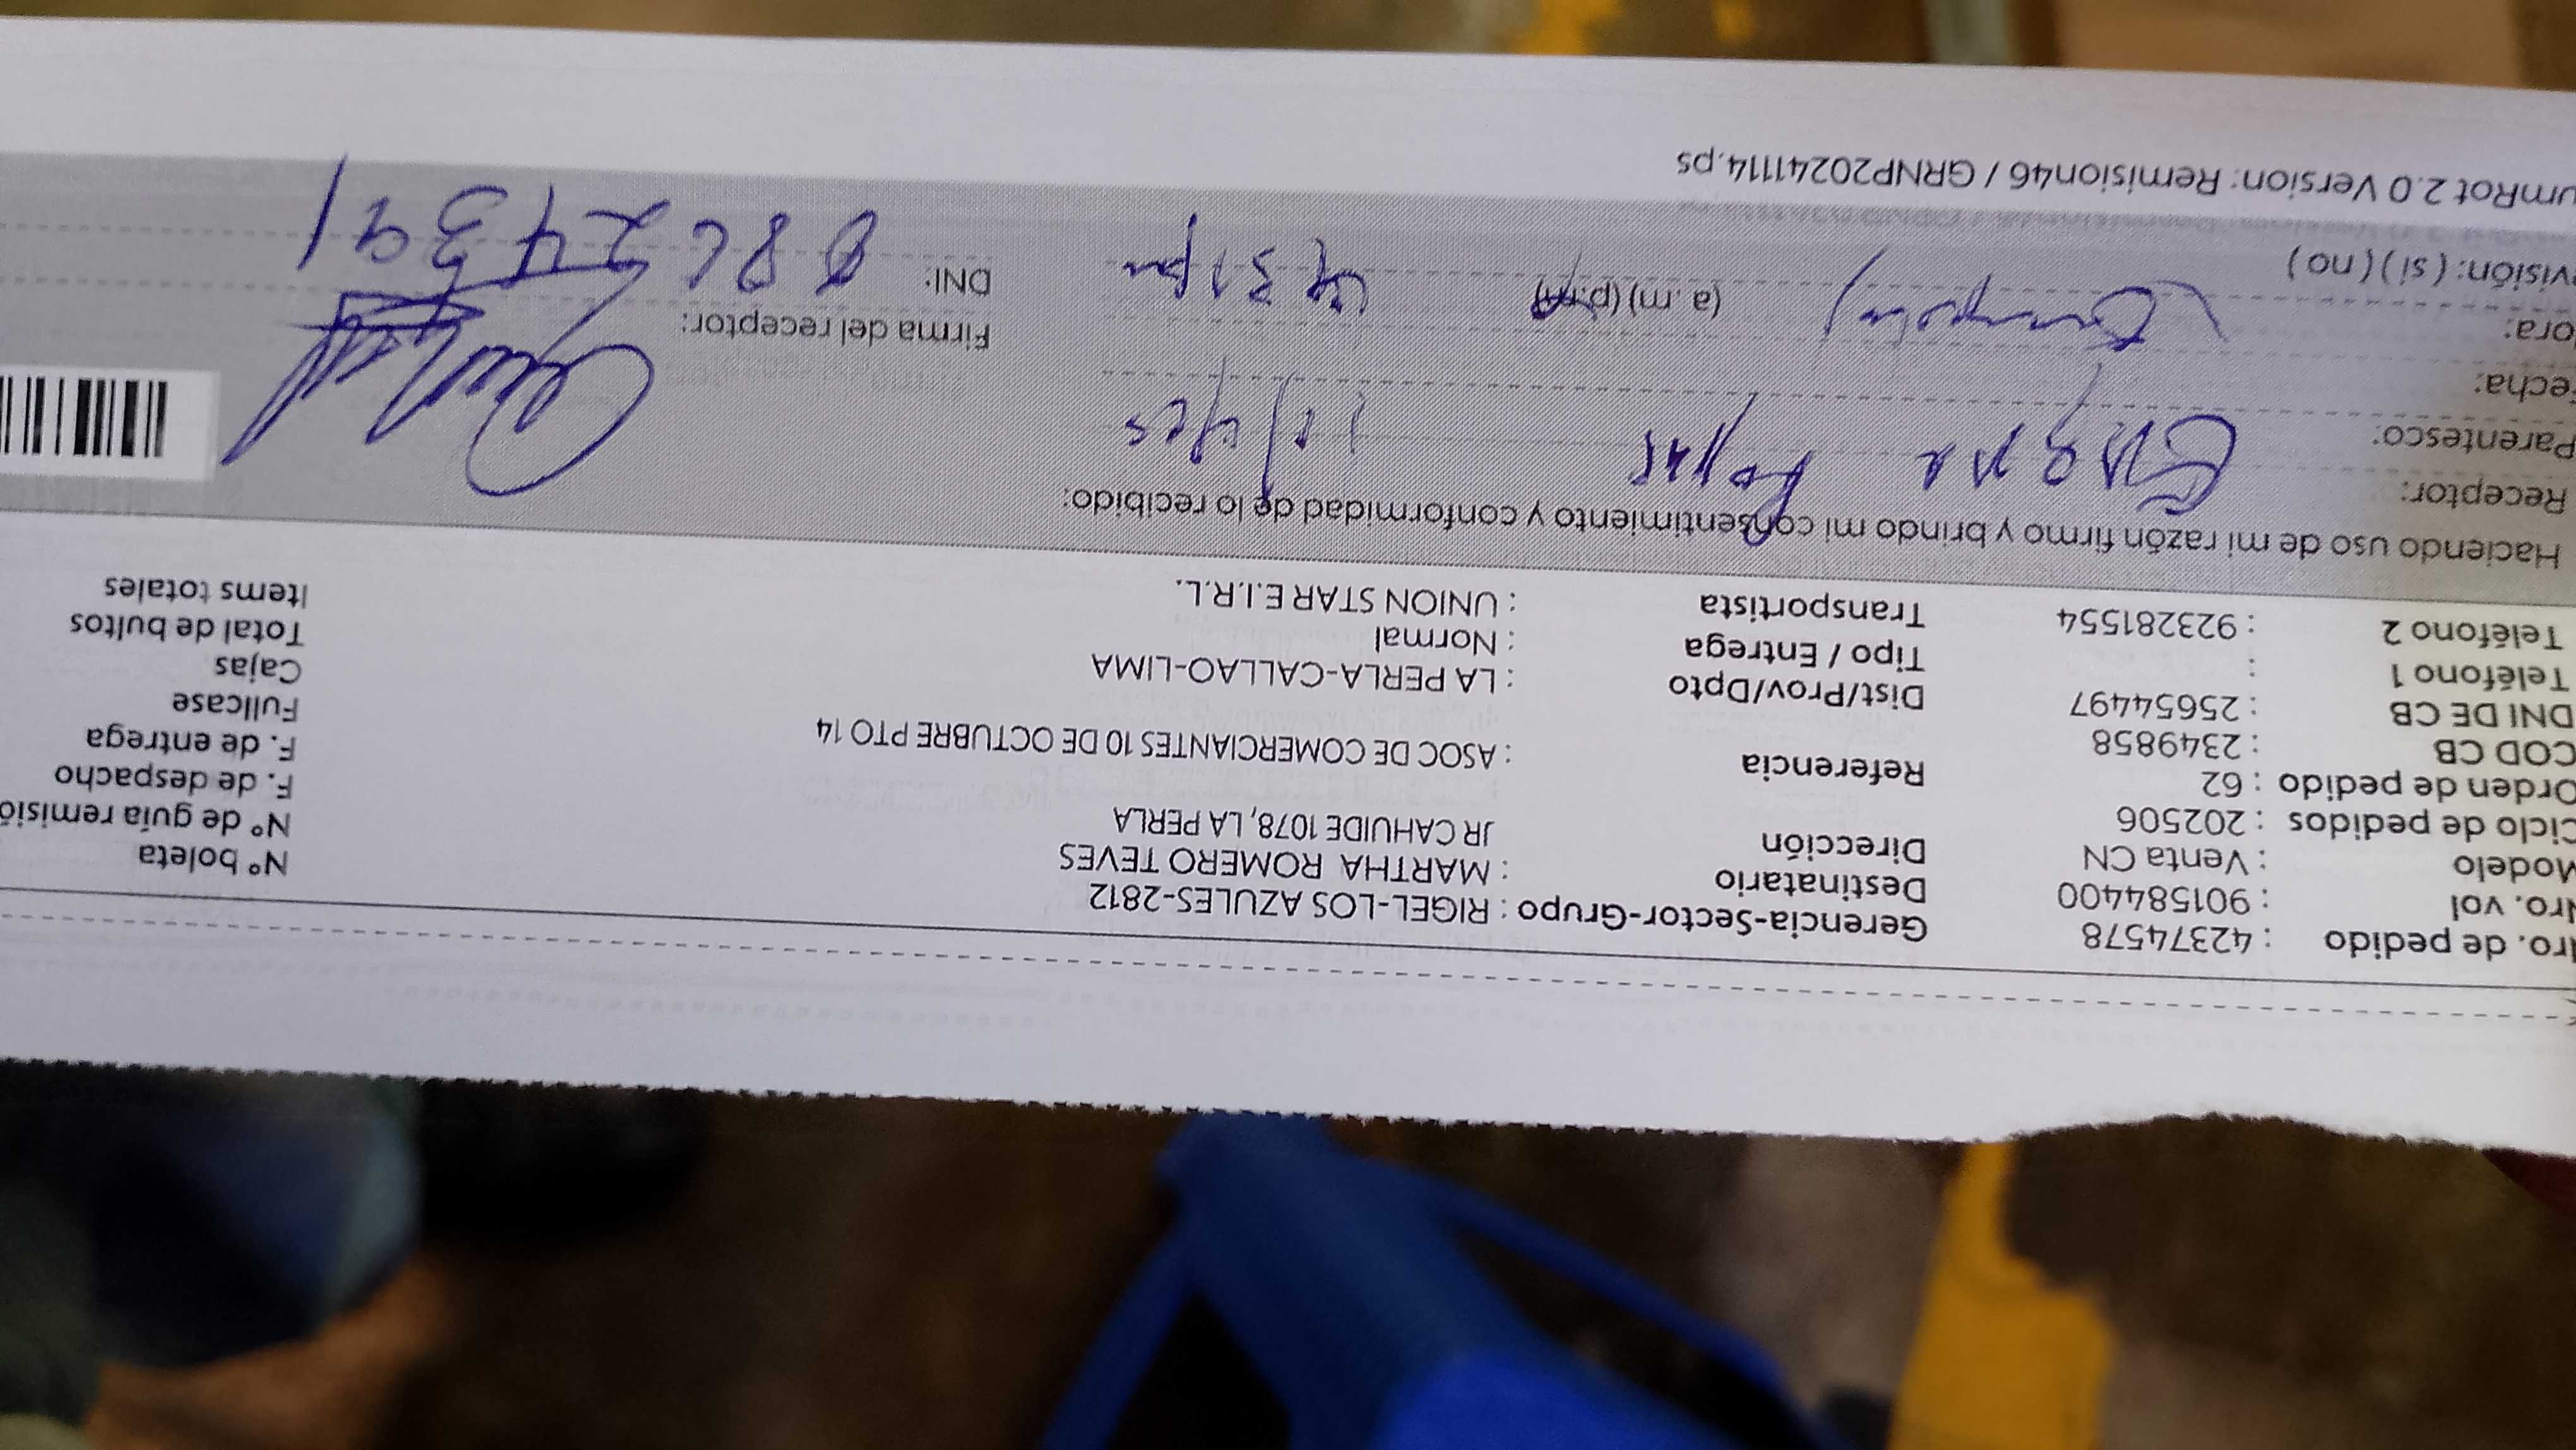 Nro. de pedido : 42374578
Nro. vol : 901584400
Modelo : Venta CN
Ciclo de pedidos : 202506
Orden de pedido : 62
COD CB : 2349858
DNI DE CB : 25654497
Teléfono 1 :
Teléfono 2 : 923281554
Gerencia-Sector-Grupo : RIGEL-LOS AZULES-2812
Destinatario : MARTHA ROMERO TEVES
Dirección JR CAHUIDE 1078, LA PERLA
Referencia : ASOC DE COMERCIANTES 10 DE OCTUBRE PTO 14
Dist/Prov/Dpto : LA PERLA-CALLAO-LIMA
Tipo / Entrega : Normal
Transportista : UNION STAR E.I.R.L.
Nº boleta
Nº de guía remisió
F. de despacho
F. de entrega
Fullcase
Cajas
Total de bultos
Items totales
Haciendo uso de mi razón firmo y brindo mi consentimiento y conformidad de lo recibido:
Receptor:
Parentesco:
Fecha:
ora: (a.m) (p.m) 4 31 pm
visión: ( si ) ( no )
Firma del receptor:
DNI:
umRot 2.0 Version: Remision46 / GRNP20241114.ps